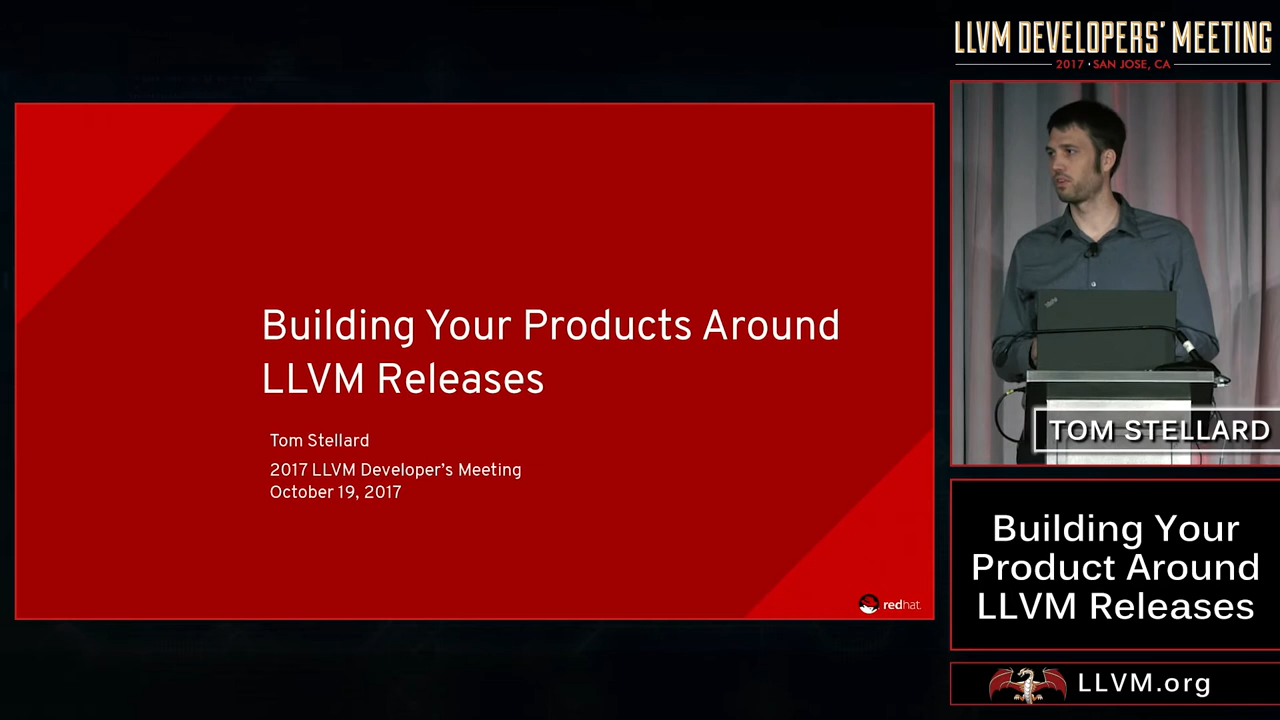 LLVM DEVELOPERS' MEETING
2017 · SAN JOSE, CA
Building Your Products Around
LLVM Releases
Tom Stellard
2017 LLVM Developer’s Meeting
October 19, 2017
redhat.
TOM STELLARD
Building Your
Product Around
LLVM Releases
LLVM.org